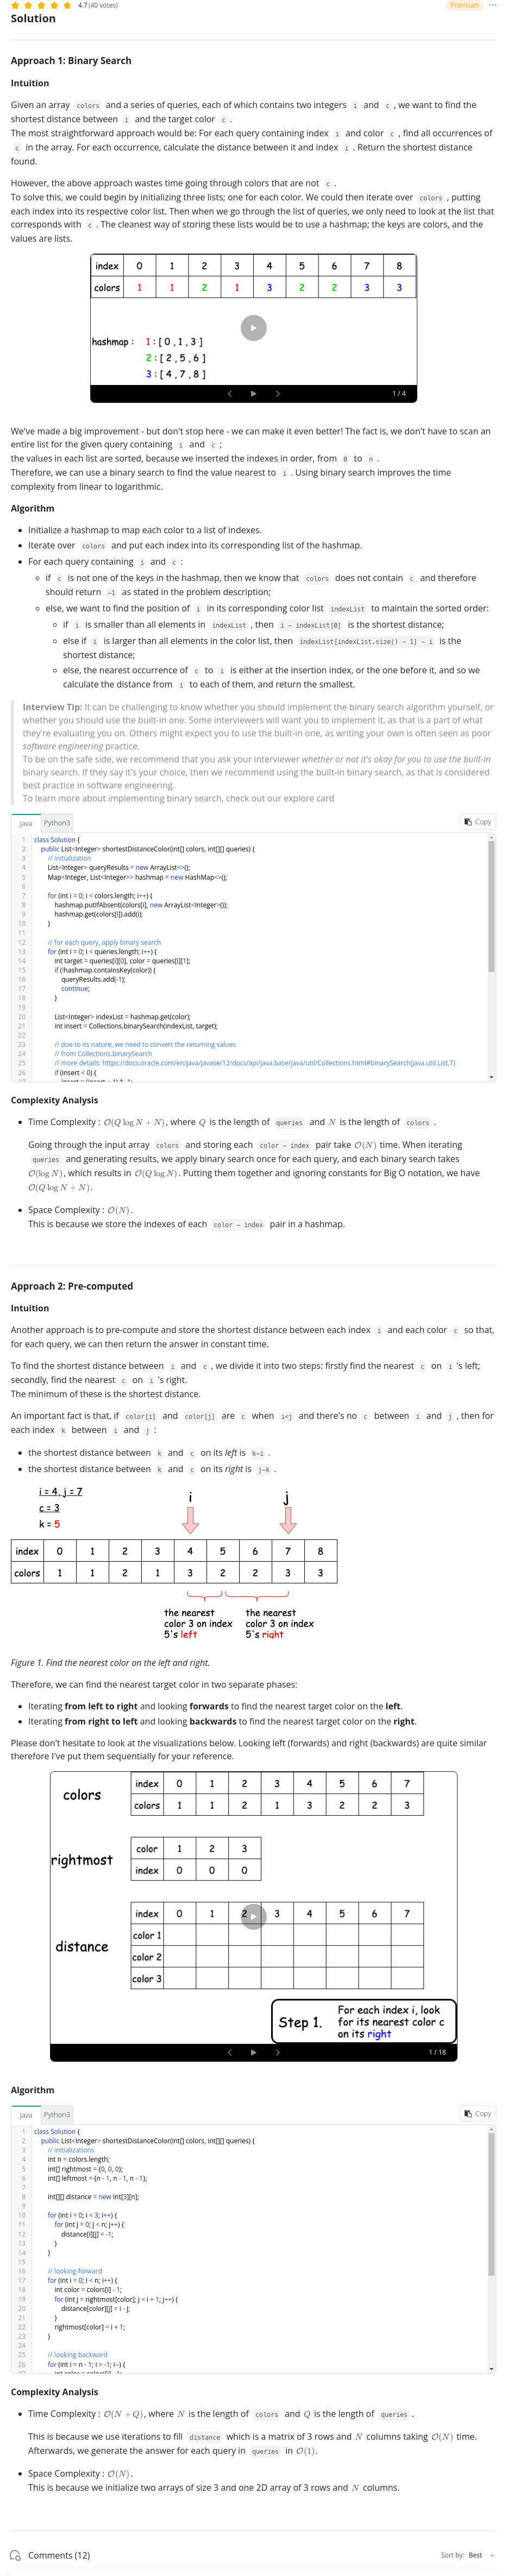 4.7 (40 votes)
Premium
Solution
Approach 1: Binary Search
Intuition
Given an array colors and a series of queries, each of which contains two integers i and c , we want to find the
shortest distance between i and the target color c .
The most straightforward approach would be: For each query containing index i and color c , find all occurrences of
c in the array. For each occurrence, calculate the distance between it and index i . Return the shortest distance
found.
However, the above approach wastes time going through colors that are not c .
To solve this, we could begin by initializing three lists; one for each color. We could then iterate over colors , putting
each index into its respective color list. Then when we go through the list of queries, we only need to look at the list that
corresponds with c . The cleanest way of storing these lists would be to use a hashmap; the keys are colors, and the
values are lists.
index 0 1 2 3 4 5 6 7 8
colors 1 1 2 1 3 2 2 3 3
hashmap : 1 : [ 0 , 1 , 3 ]
2 : [ 2 , 5 , 6 ]
3 : [ 4 , 7 , 8 ]
1 / 4
We've made a big improvement - but don't stop here - we can make it even better! The fact is, we don't have to scan an
entire list for the given query containing i and c ;
the values in each list are sorted, because we inserted the indexes in order, from 0 to n .
Therefore, we can use a binary search to find the value nearest to i . Using binary search improves the time
complexity from linear to logarithmic.
Algorithm
• Initialize a hashmap to map each color to a list of indexes.
• Iterate over colors and put each index into its corresponding list of the hashmap.
• For each query containing i and c :
◦ if c is not one of the keys in the hashmap, then we know that colors does not contain c and therefore
should return −1 as stated in the problem description;
◦ else, we want to find the position of i in its corresponding color list indexList to maintain the sorted order:
▪ if i is smaller than all elements in indexList , then i − indexList[0] is the shortest distance;
▪ else if i is larger than all elements in the color list, then indexList[indexList.size() − 1] − i is the
shortest distance;
▪ else, the nearest occurrence of c to i is either at the insertion index, or the one before it, and so we
calculate the distance from i to each of them, and return the smallest.
Interview Tip: It can be challenging to know whether you should implement the binary search algorithm yourself, or
whether you should use the built-in one. Some interviewers will want you to implement it, as that is a part of what
they're evaluating you on. Others might expect you to use the built-in one, as writing your own is often seen as poor
software engineering practice.
To be on the safe side, we recommend that you ask your interviewer whether or not it's okay for you to use the built-in
binary search. If they say it's your choice, then we recommend using the built-in binary search, as that is considered
best practice in software engineering.
To learn more about implementing binary search, check out our explore card
Java Python3 Copy
1 class Solution {
2 public List<Integer> shortestDistanceColor(int[] colors, int[][] queries) {
3 // initialization
4 List<Integer> queryResults = new ArrayList<>();
5 Map<Integer, List<Integer>> hashmap = new HashMap<>();
6
7 for (int i = 0; i < colors.length; i++) {
8 hashmap.putIfAbsent(colors[i], new ArrayList<Integer>());
9 hashmap.get(colors[i]).add(i);
10 }
11
12 // for each query, apply binary search
13 for (int i = 0; i < queries.length; i++) {
14 int target = queries[i][0], color = queries[i][1];
15 if (!hashmap.containsKey(color)) {
16 queryResults.add(-1);
17 continue;
18 }
19
20 List<Integer> indexList = hashmap.get(color);
21 int insert = Collections.binarySearch(indexList, target);
22
23 // due to its nature, we need to convert the returning values
24 // from Collections.binarySearch
25 // more details: https://docs.oracle.com/en/java/javase/12/docs/api/java.base/java/util/Collections.html#binarySearch(java.util.List,T)
26 if (insert < 0) {
27 insert = (insert + 1) * -1;
Complexity Analysis
• Time Complexity : O(Q log N + N), where Q is the length of queries and N is the length of colors .
Going through the input array colors and storing each color − index pair take O(N) time. When iterating
queries and generating results, we apply binary search once for each query, and each binary search takes
O(log N), which results in O(Q log N). Putting them together and ignoring constants for Big O notation, we have
O(Q log N + N).
• Space Complexity : O(N).
This is because we store the indexes of each color − index pair in a hashmap.
Approach 2: Pre-computed
Intuition
Another approach is to pre-compute and store the shortest distance between each index i and each color c so that,
for each query, we can then return the answer in constant time.
To find the shortest distance between i and c , we divide it into two steps: firstly find the nearest c on i 's left;
secondly, find the nearest c on i 's right.
The minimum of these is the shortest distance.
An important fact is that, if color[i] and color[j] are c when i<j and there's no c between i and j , then for
each index k between i and j :
• the shortest distance between k and c on its left is k−i .
• the shortest distance between k and c on its right is j−k .
i = 4, j = 7
c = 3
k = 5
i j
index 0 1 2 3 4 5 6 7 8
colors 1 1 2 1 3 2 2 3 3
the nearest the nearest
color 3 on index color 3 on index
5's left 5's right
Figure 1. Find the nearest color on the left and right.
Therefore, we can find the nearest target color in two separate phases:
• Iterating from left to right and looking forwards to find the nearest target color on the left.
• Iterating from right to left and looking backwards to find the nearest target color on the right.
Please don't hesitate to look at the visualizations below. Looking left (forwards) and right (backwards) are quite similar
therefore I've put them sequentially for your reference.
colors
index 0 1 2 3 4 5 6 7
colors 1 1 2 1 3 2 2 3
rightmost
color 1 2 3
index 0 0 0
distance
index 0 1 2 3 4 5 6 7
color 1
color 2
color 3
Step 1. For each index i, look
for its nearest color c
on its right
1 / 18
Algorithm
Java Python3 Copy
1 class Solution {
2 public List<Integer> shortestDistanceColor(int[] colors, int[][] queries) {
3 // initializations
4 int n = colors.length;
5 int[] rightmost = {0, 0, 0};
6 int[] leftmost = {n - 1, n - 1, n - 1};
7
8 int[][] distance = new int[3][n];
9
10 for (int i = 0; i < 3; i++) {
11 for (int j = 0; j < n; j++) {
12 distance[i][j] = -1;
13 }
14 }
15
16 // looking forward
17 for (int i = 0; i < n; i++) {
18 int color = colors[i] - 1;
19 for (int j = rightmost[color]; j < i + 1; j++) {
20 distance[color][j] = i - j;
21 }
22 rightmost[color] = i + 1;
23 }
24
25 // looking backward
26 for (int i = n - 1; i > -1; i--) {
27 int color = colors[i] - 1;
Complexity Analysis
• Time Complexity : O(N + Q), where N is the length of colors and Q is the length of queries .
This is because we use iterations to fill distance which is a matrix of 3 rows and N columns taking O(N) time.
Afterwards, we generate the answer for each query in queries in O(1).
• Space Complexity : O(N).
This is because we initialize two arrays of size 3 and one 2D array of 3 rows and N columns.
Comments (12)
Sort by: Best